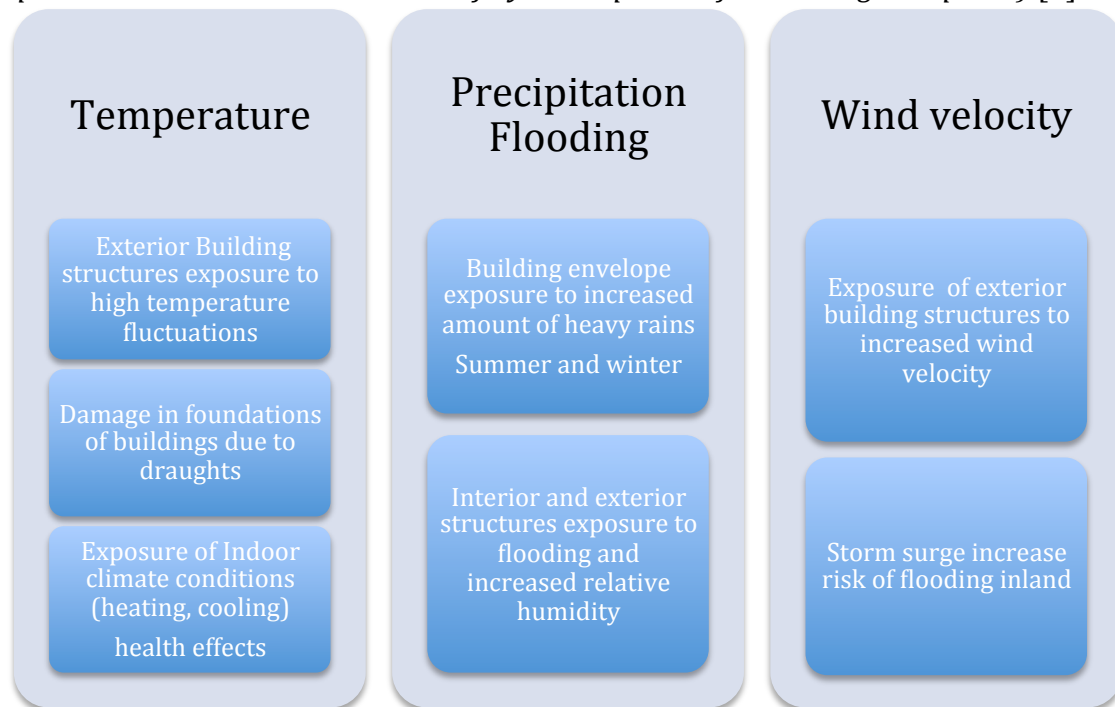 Temperature
Exterior Building
structures exposure to
high temperature
fluctuations
Damage in foundations
of buildings due to
draughts
Exposure of Indoor
climate conditions
(heating, cooling)
health effects
Precipitation
Flooding
Building envelope
exposure to increased
amount of heavy rains
Summer and winter
Interior and exterior
structures exposure to
flooding and
increased relative
humidity
Wind velocity
Exposure of exterior
building structures to
increased wind
velocity
Storm surge increase
risk of flooding inland